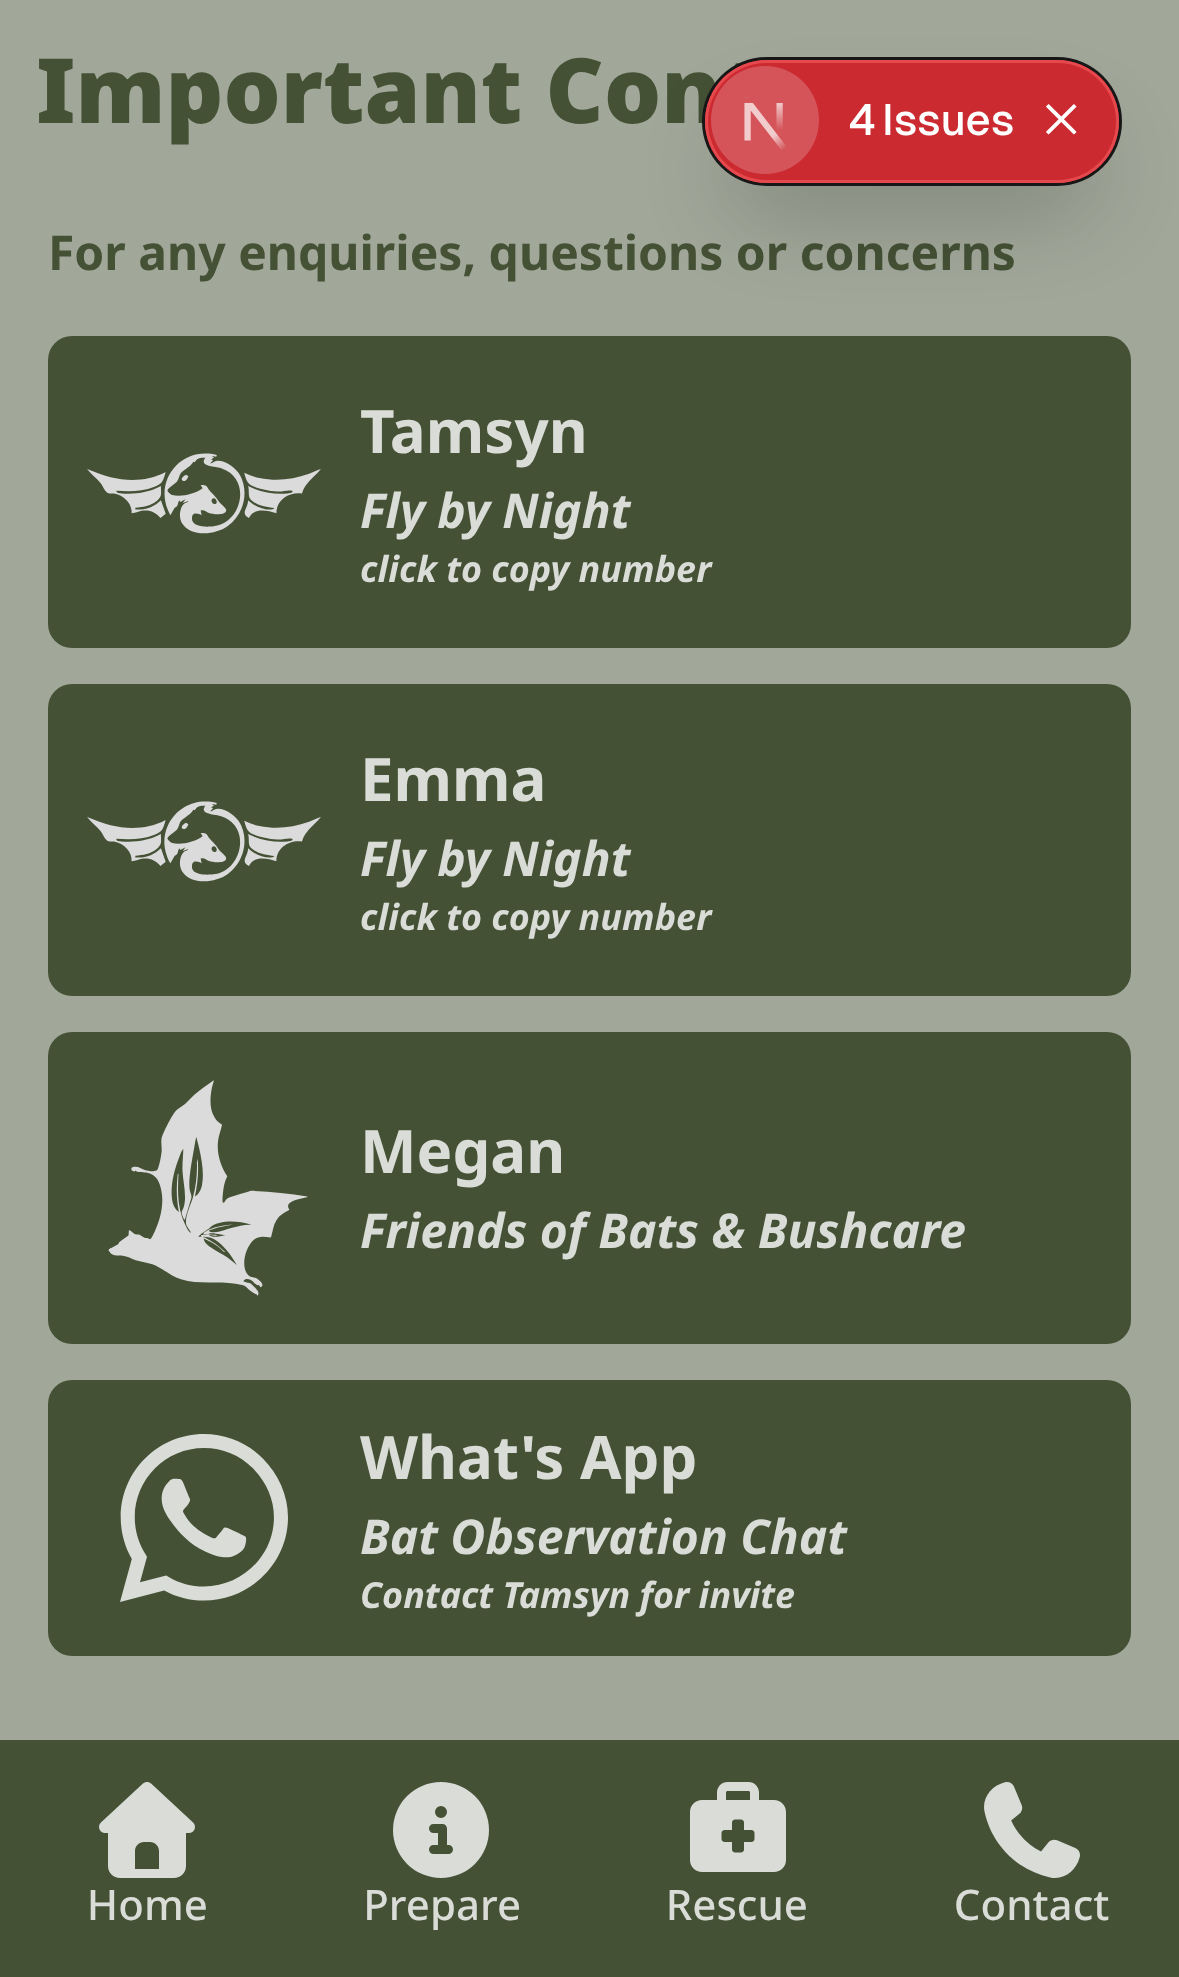 Important Con
N 4 Issues
For any enquiries, questions or concerns
Tamsyn
Fly by Night
click to copy number
Emma
Fly by Night
click to copy number
Megan
Friends of Bats & Bushcare
What's App
Bat Observation Chat
Contact Tamsyn for invite
Home Prepare Rescue Contact